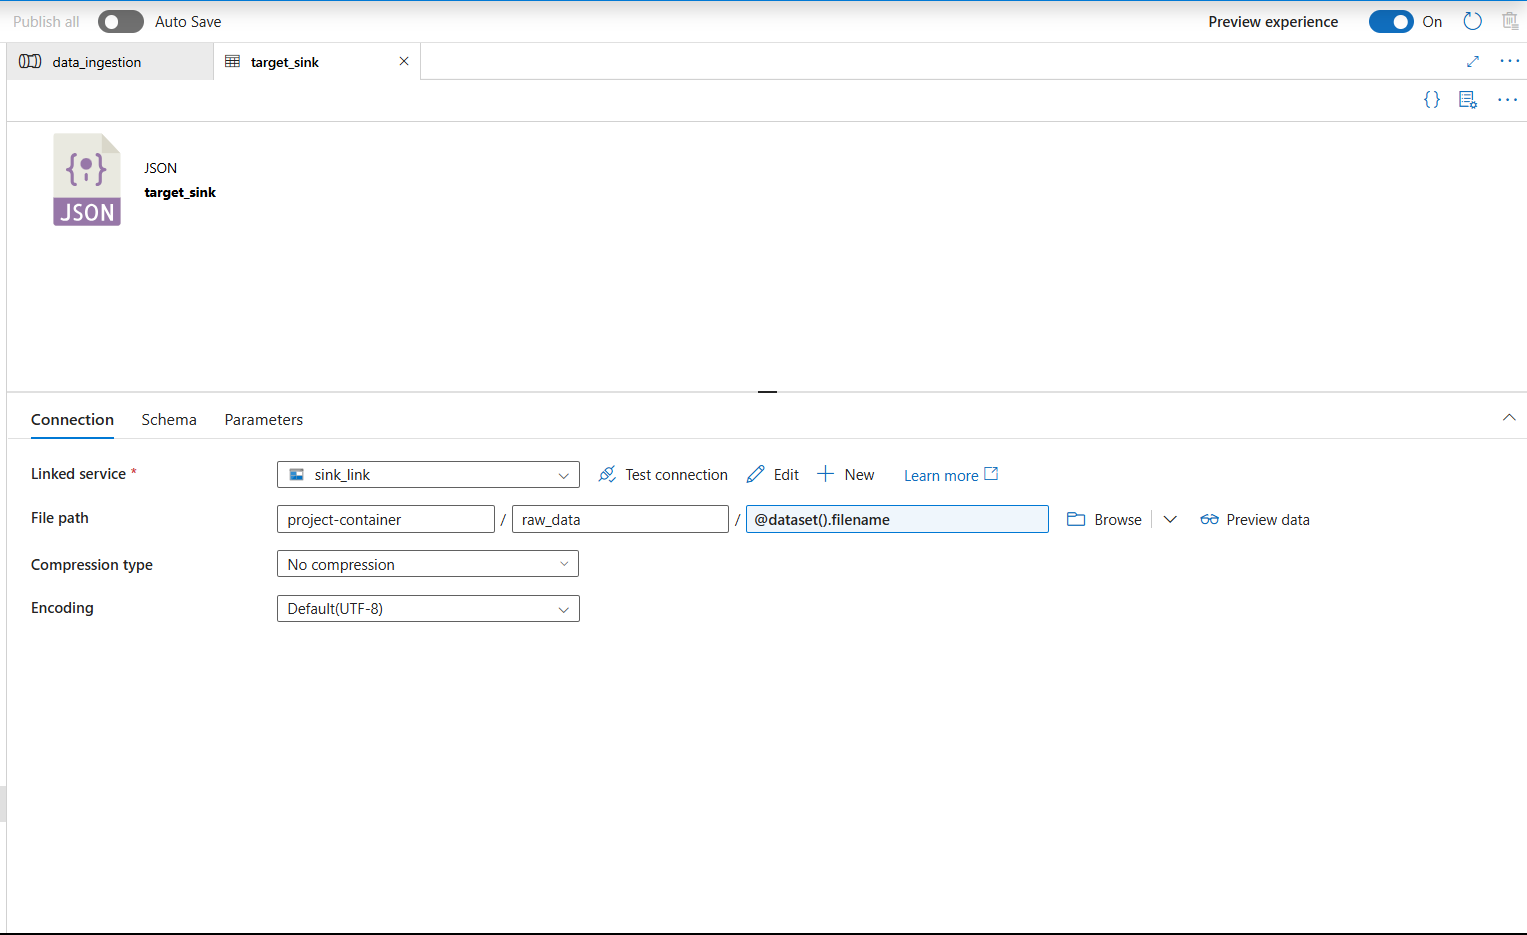 Publish all Auto Save Preview experience On
data_ingestion target_sink
{}
JSON
target_sink
JSON
Connection Schema Parameters
Linked service * sink_link Test connection Edit New Learn more
File path project-container / raw_data / @dataset().filename Browse Preview data
Compression type No compression
Encoding Default(UTF-8)